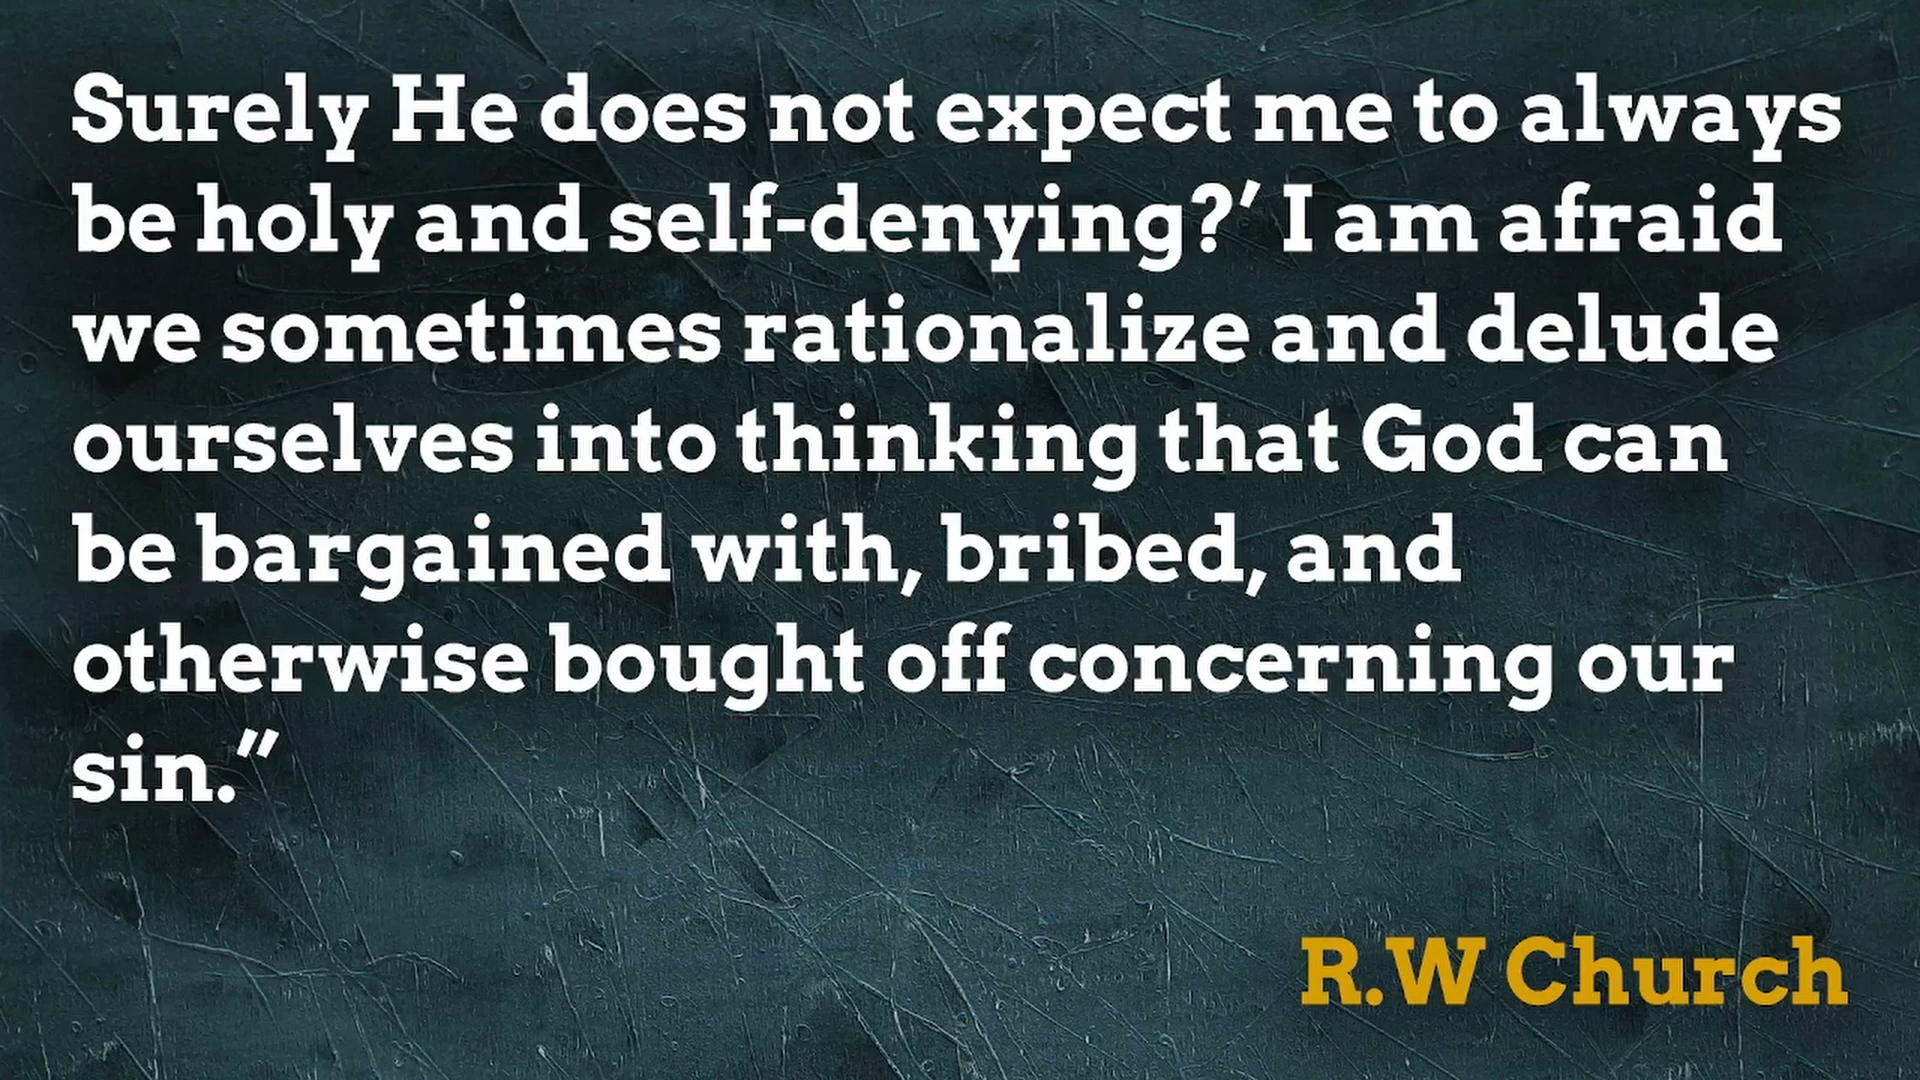 Surely He does not expect me to always
be holy and self-denying?’ I am afraid
we sometimes rationalize and delude
ourselves into thinking that God can
be bargained with, bribed, and
otherwise bought off concerning our
sin.”
R.W Church